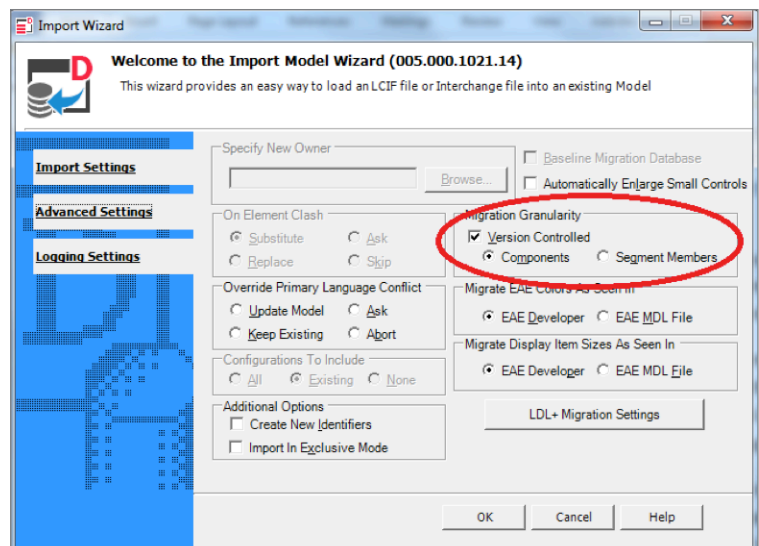 Import Wizard
Welcome to the Import Model Wizard (005.000.1021.14)
This wizard provides an easy way to load an LCIF file or Interchange file into an existing Model
Import Settings
Advanced Settings
Logging Settings
Specify New Owner
Browse...
Baseline Migration Database
Automatically Enlarge Small Controls
On Element Clash
Substitute Ask
Replace Skip
Migration Granularity
Version Controlled
Components Segment Members
Override Primary Language Conflict
Update Model Ask
Keep Existing Abort
Migrate EAE Colors As Seen In
EAE Developer EAE MDL File
Migrate Display Item Sizes As Seen In
EAE Developer EAE MDL File
Configurations To Include
All Existing None
Additional Options
Create New Identifiers
Import In Exclusive Mode
LDL+ Migration Settings
OK Cancel Help